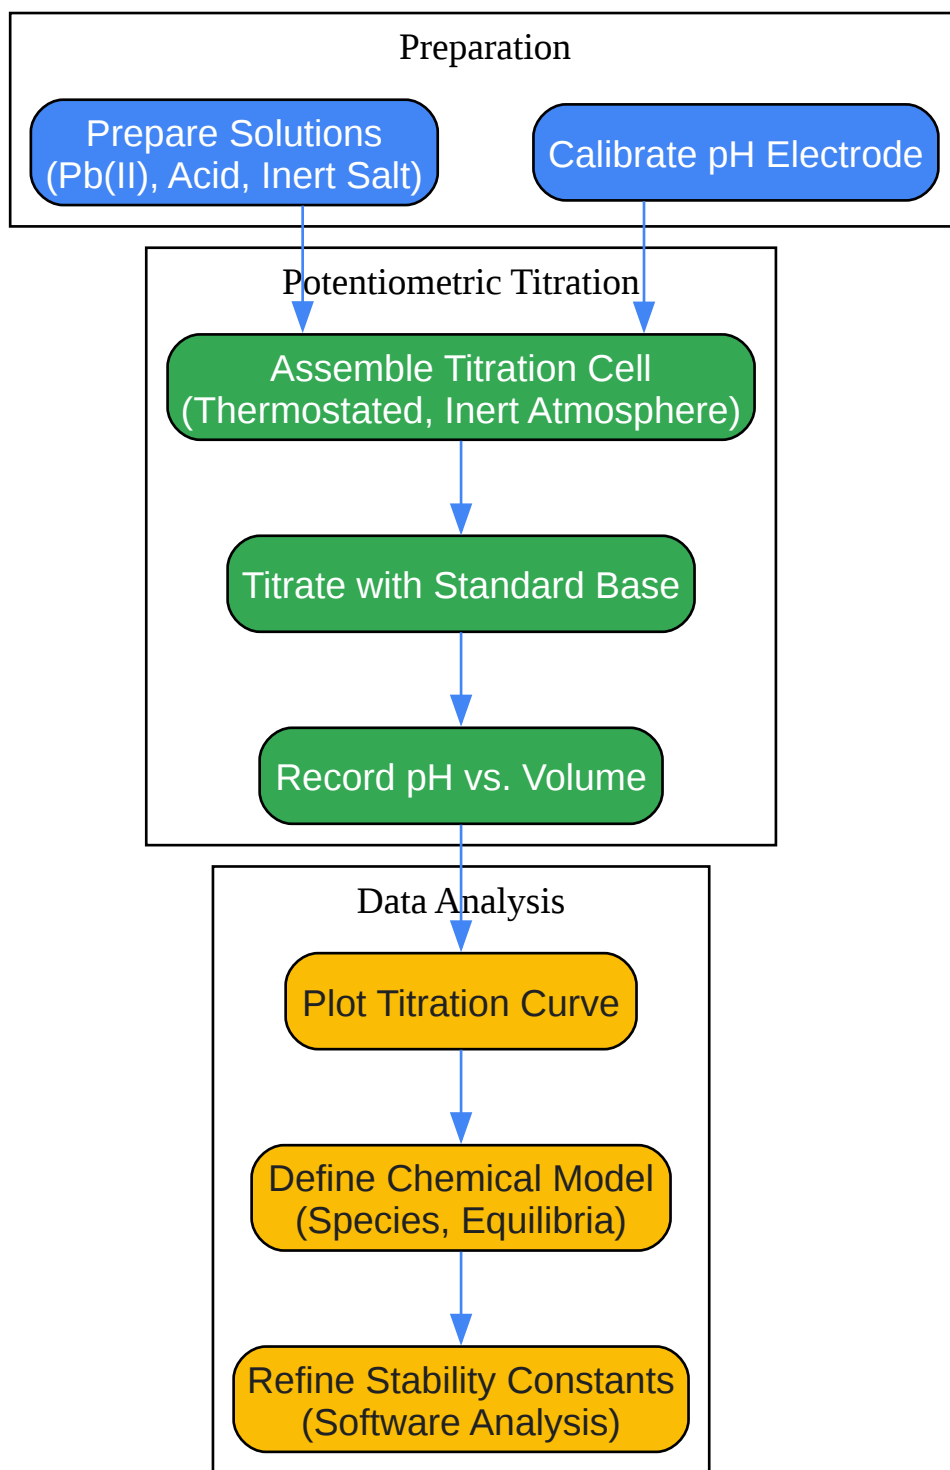 Preparation
Prepare Solutions
(Pb(II), Acid, Inert Salt)
Calibrate pH Electrode
Potentiometric Titration
Assemble Titration Cell
(Thermostated, Inert Atmosphere)
Titrate with Standard Base
Record pH vs. Volume
Data Analysis
Plot Titration Curve
Define Chemical Model
(Species, Equilibria)
Refine Stability Constants
(Software Analysis)